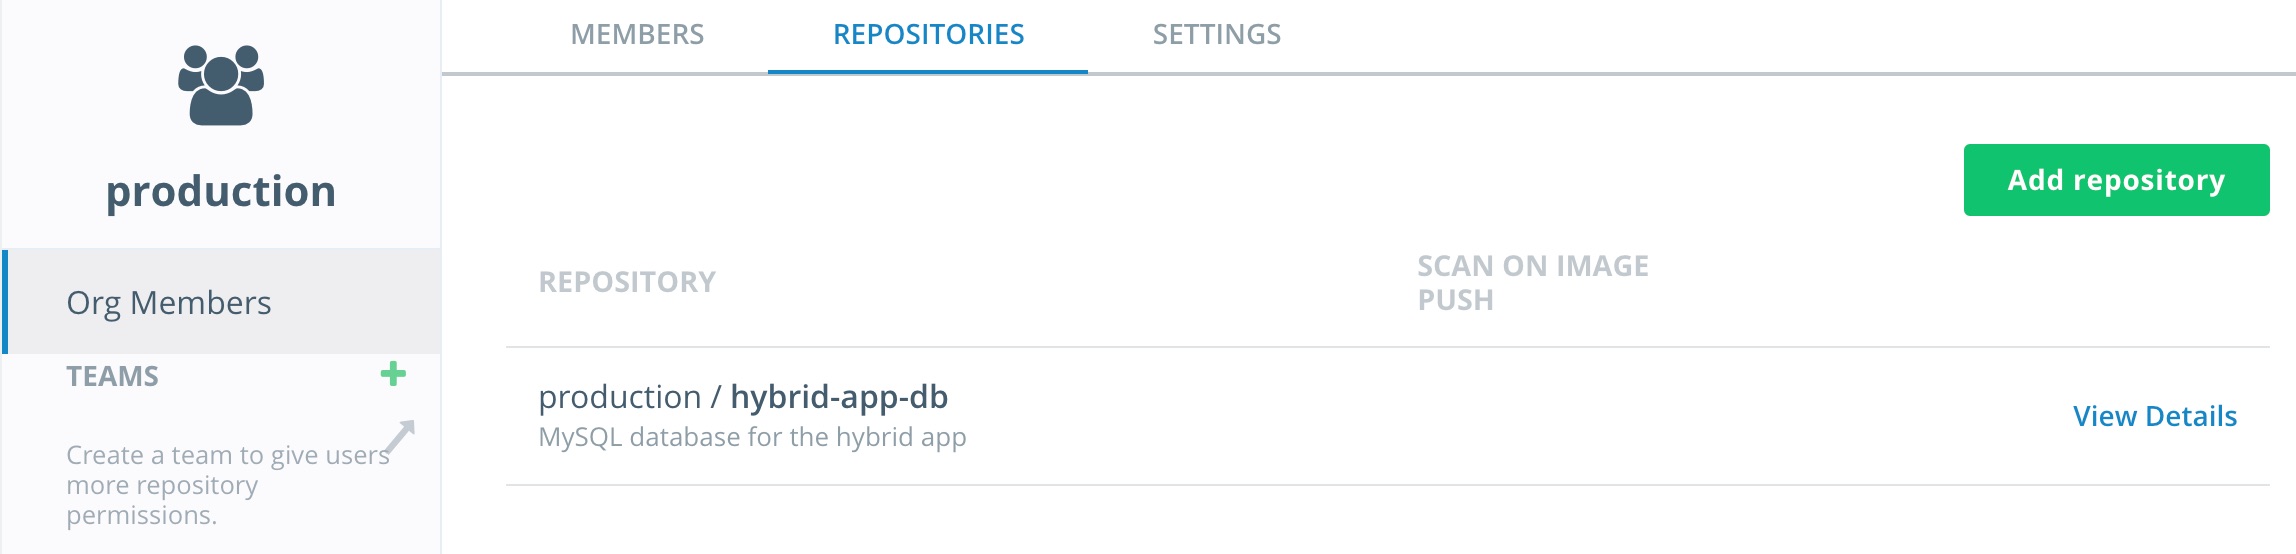 MEMBERS
REPOSITORIES
SETTINGS
production
Add repository
Org Members
TEAMS
Create a team to give users
more repository
permissions.
REPOSITORY
SCAN ON IMAGE
PUSH
production / hybrid-app-db
MySQL database for the hybrid app
View Details